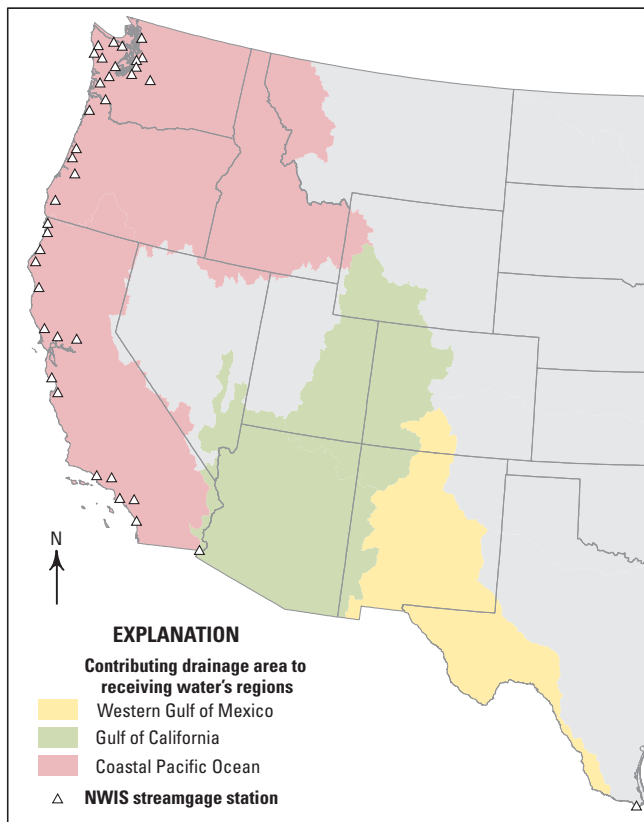 N
EXPLANATION
Contributing drainage area to
receiving water's regions
Western Gulf of Mexico
Gulf of California
Coastal Pacific Ocean
NWIS streamgage station